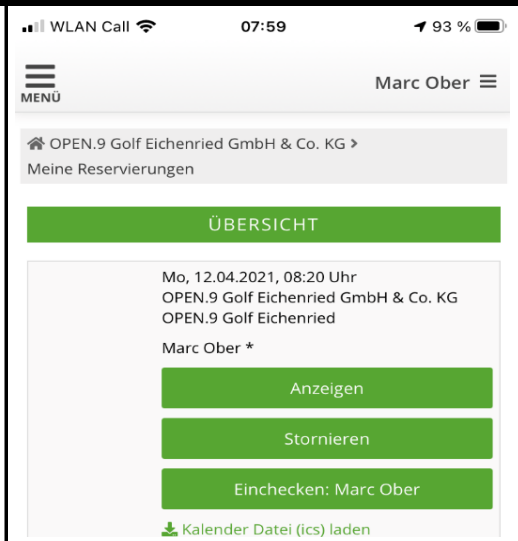 WLAN Call 07:59 93 %
MENÜ
Marc Ober
OPEN.9 Golf Eichenried GmbH & Co. KG >
Meine Reservierungen
ÜBERSICHT
Mo, 12.04.2021, 08:20 Uhr
OPEN.9 Golf Eichenried GmbH & Co. KG
OPEN.9 Golf Eichenried
Marc Ober *
Anzeigen
Stornieren
Einchecken: Marc Ober
Kalender Datei (ics) laden